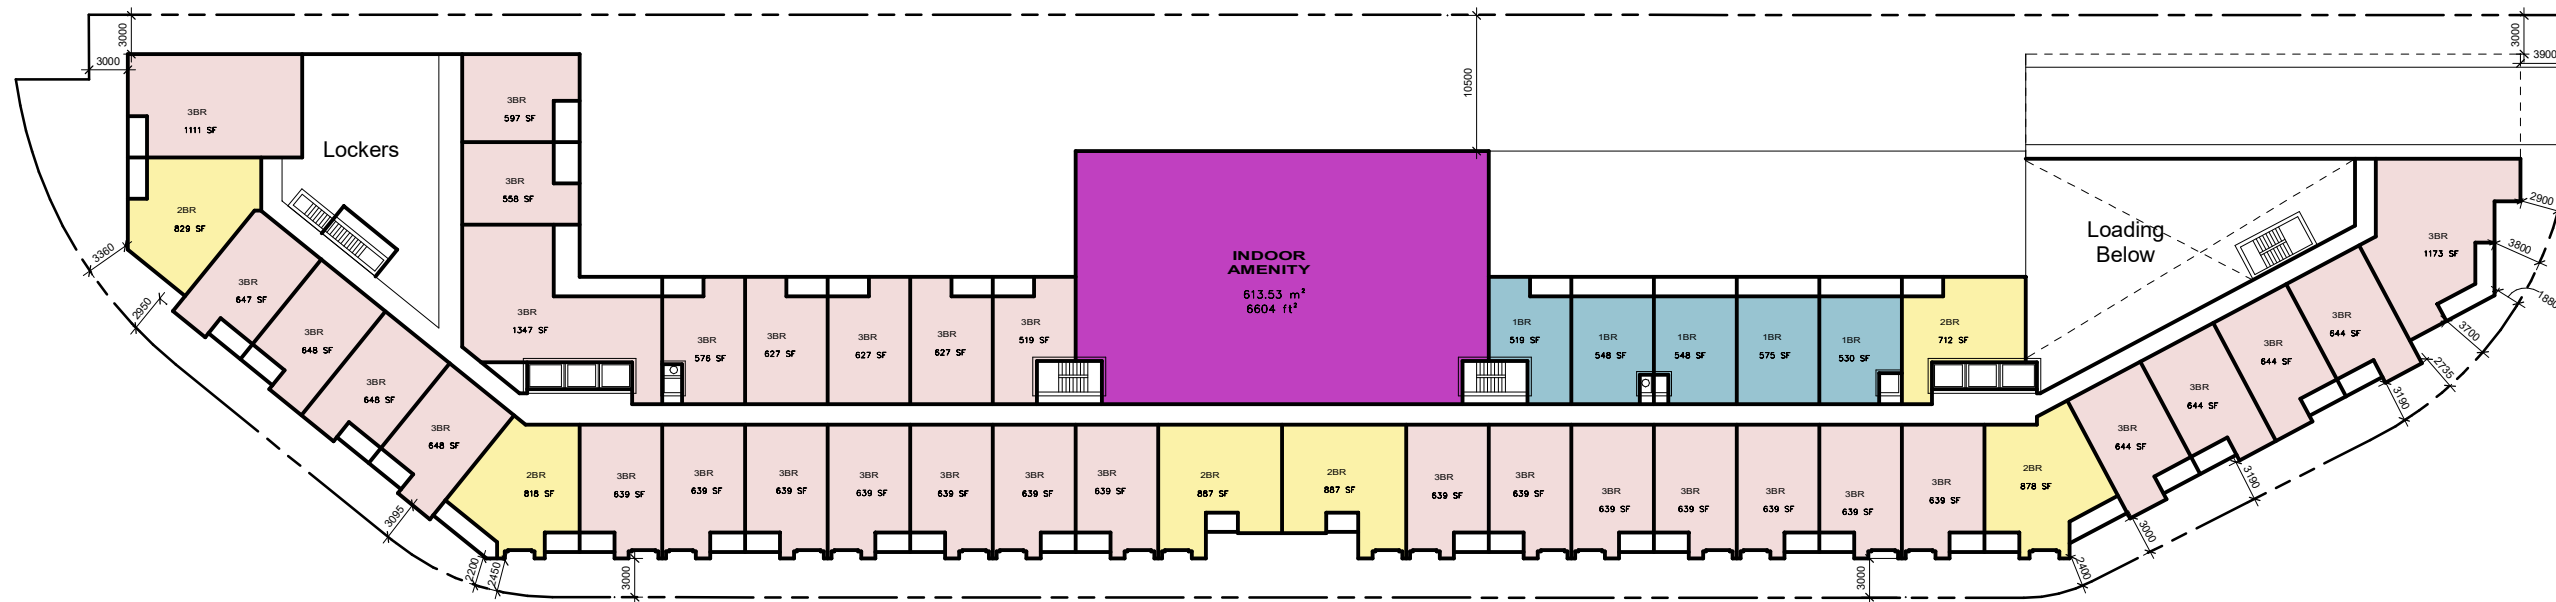 3000
3000
3000
3900
10500
3BR
1111 SF
Lockers
3BR
597 SF
3BR
558 SF
2BR
829 SF
3360
2950
3BR
647 SF
3BR
648 SF
3BR
648 SF
3BR
648 SF
3BR
1347 SF
3BR
576 SF
3BR
627 SF
3BR
627 SF
3BR
627 SF
3BR
519 SF
INDOOR
AMENITY
613.53 m²
6604 ft²
1BR
519 SF
1BR
548 SF
1BR
548 SF
1BR
575 SF
1BR
530 SF
2BR
712 SF
Loading
Below
3BR
1173 SF
2900
3800
1880
3700
2735
3190
3190
3000
2400
3BR
644 SF
3BR
644 SF
3BR
644 SF
3BR
644 SF
2BR
818 SF
3BR
639 SF
3BR
639 SF
3BR
639 SF
3BR
639 SF
3BR
639 SF
3BR
639 SF
3BR
639 SF
2BR
887 SF
2BR
887 SF
3BR
639 SF
3BR
639 SF
3BR
639 SF
3BR
639 SF
3BR
639 SF
3BR
639 SF
3BR
639 SF
2BR
878 SF
3095
2200
2450
3000
3000